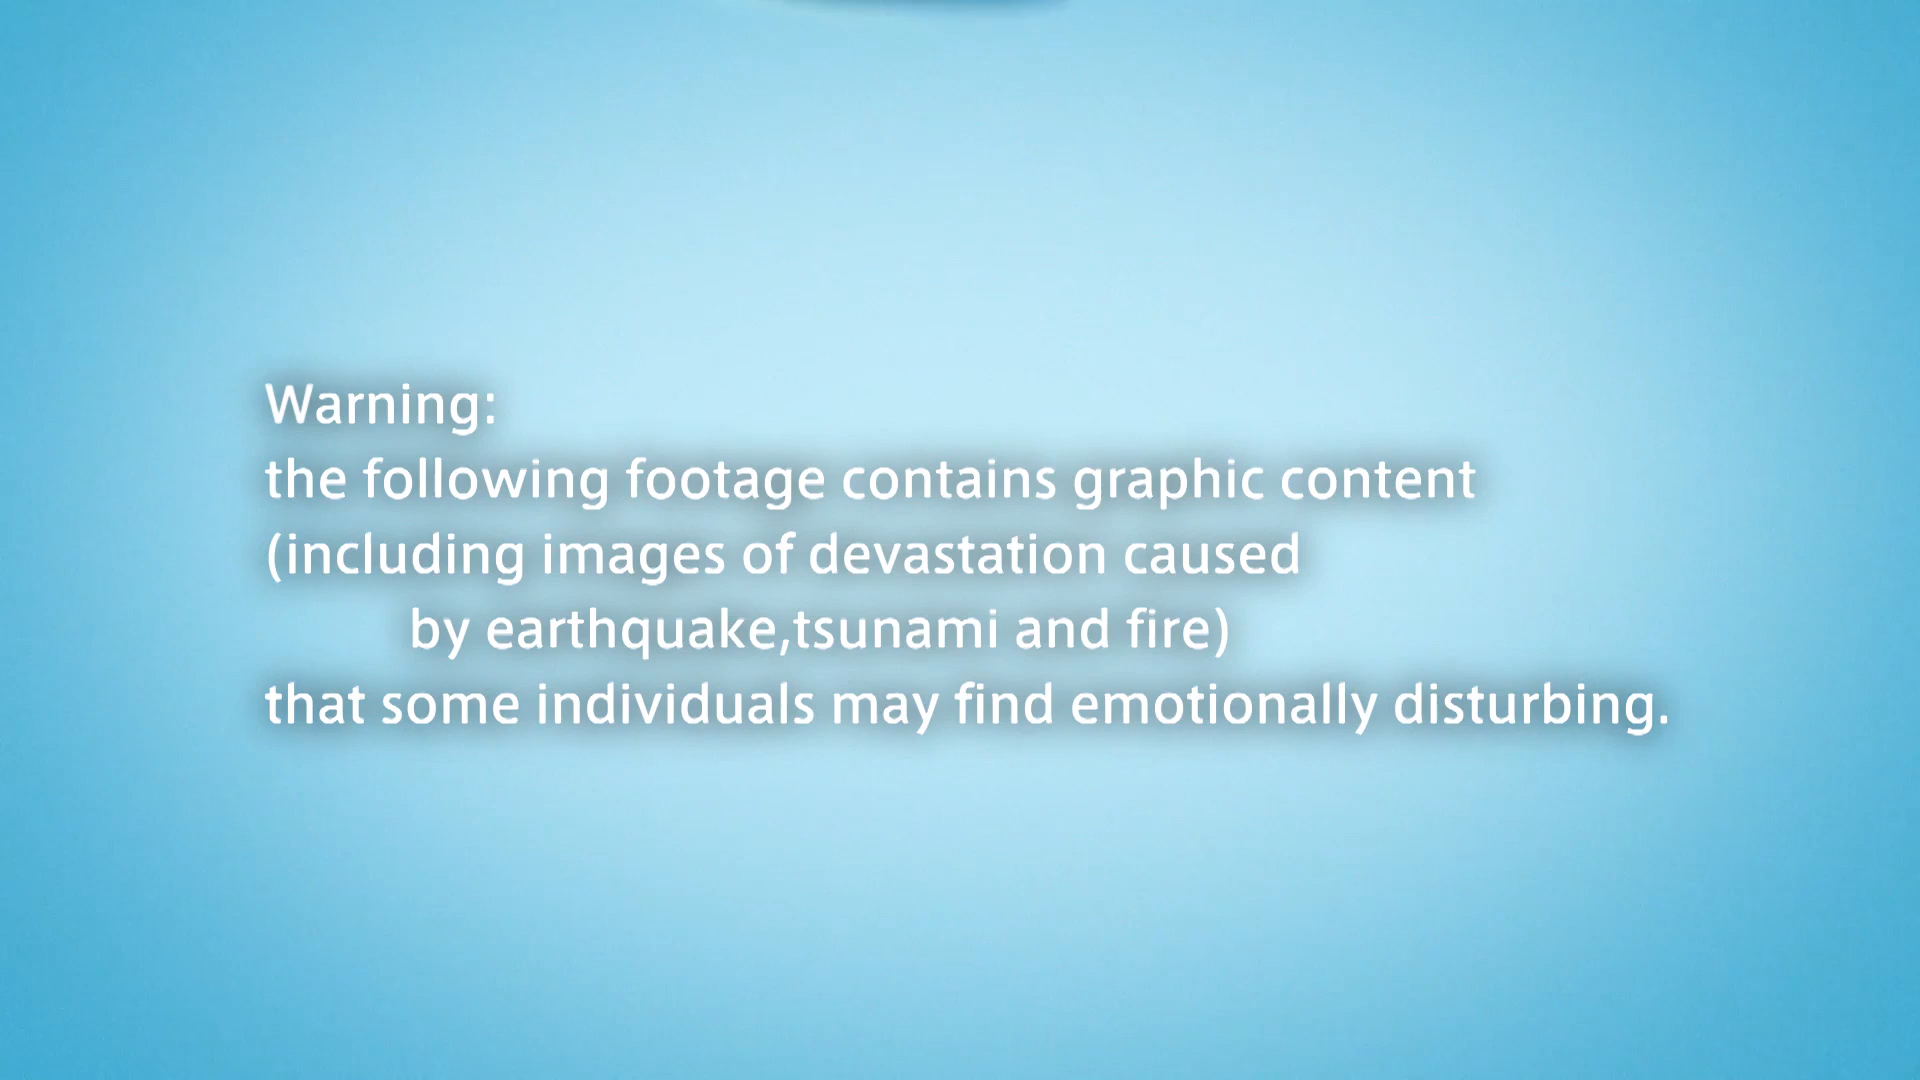 Warning:
the following footage contains graphic content
(including images of devastation caused
by earthquake,tsunami and fire)
that some individuals may find emotionally disturbing.